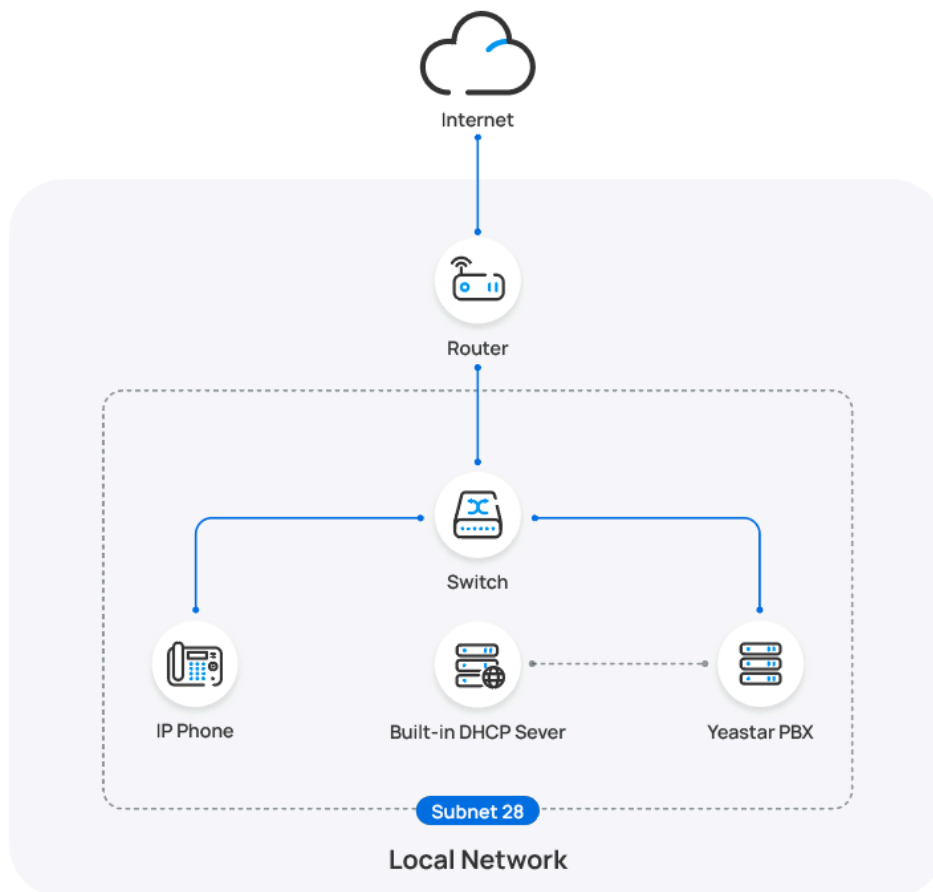 Internet
Router
Switch
IP Phone
Built-in DHCP Sever
Yeastar PBX
Subnet 28
Local Network